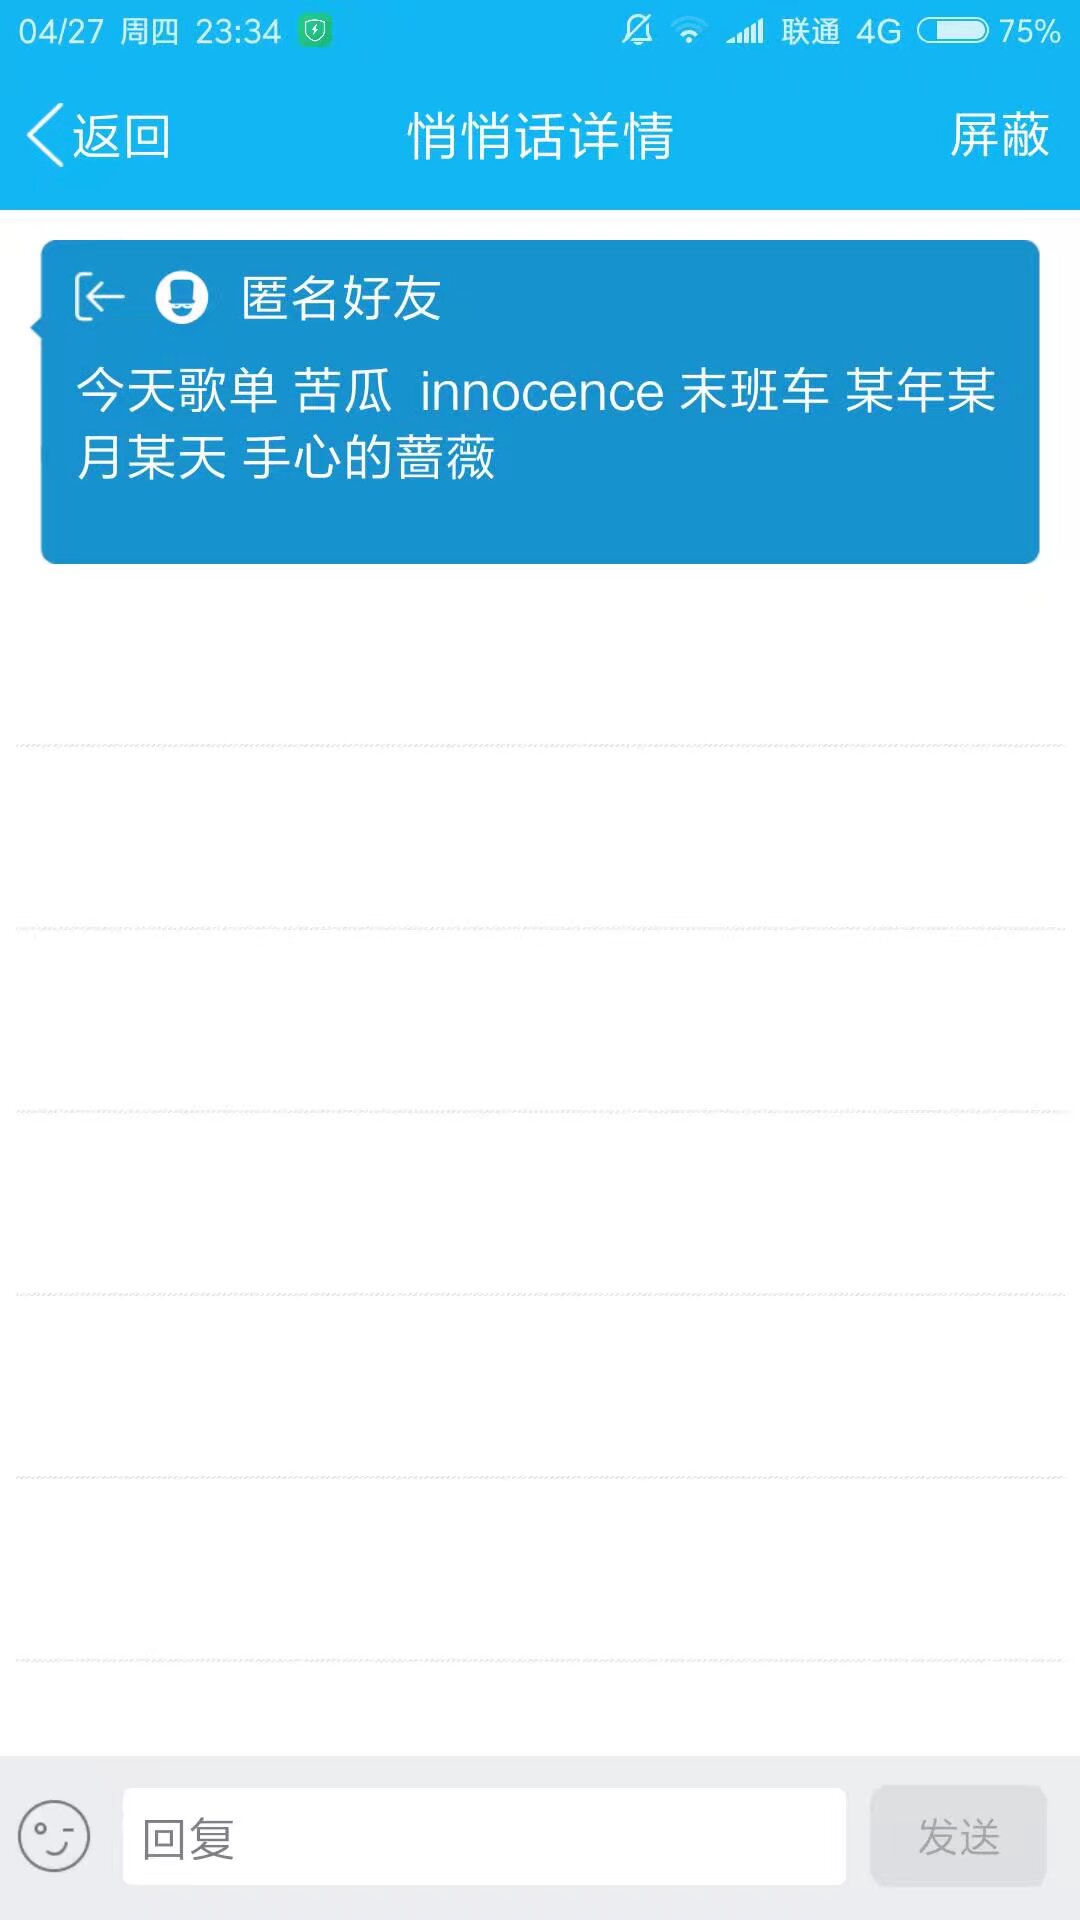 04/27 周四 23:34 联通 4G 75%
返回 悄悄话详情 屏蔽
匿名好友
今天歌单 苦瓜  innocence 末班车 某年某
月某天 手心的蔷薇
回复 发送